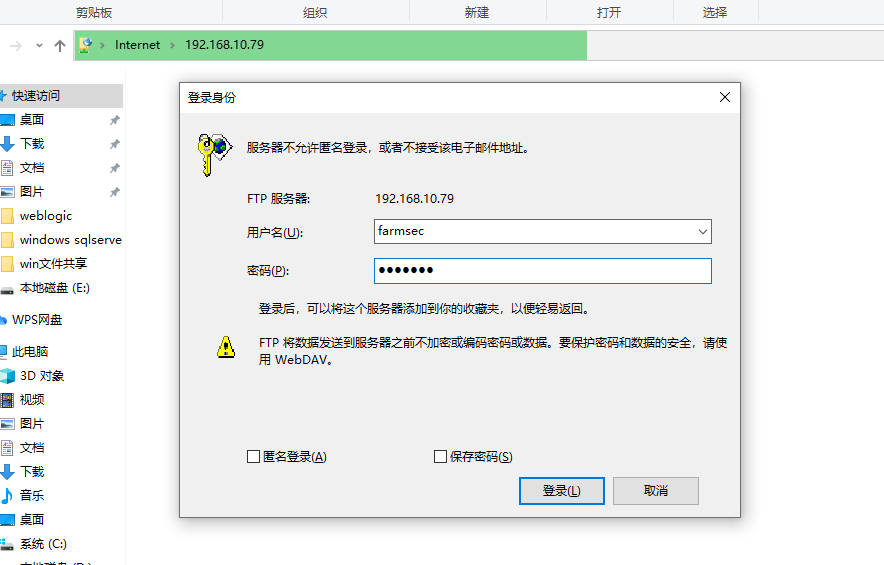 剪贴板
组织
新建
打开
选择
Internet
192.168.10.79
快速访问
桌面
下载
文档
图片
weblogic
windows sqlserve
win文件共享
本地磁盘 (E:)
WPS网盘
此电脑
3D 对象
视频
图片
文档
下载
音乐
桌面
系统 (C:)
登录身份
服务器不允许匿名登录，或者不接受该电子邮件地址。
FTP 服务器:
192.168.10.79
用户名(U):
farmsec
密码(P):
●●●●●●●
登录后，可以将这个服务器添加到你的收藏夹，以便轻易返回。
FTP 将数据发送到服务器之前不加密或编码密码或数据。要保护密码和数据的安全，请使
用 WebDAV。
匿名登录(A)
保存密码(S)
登录(L)
取消